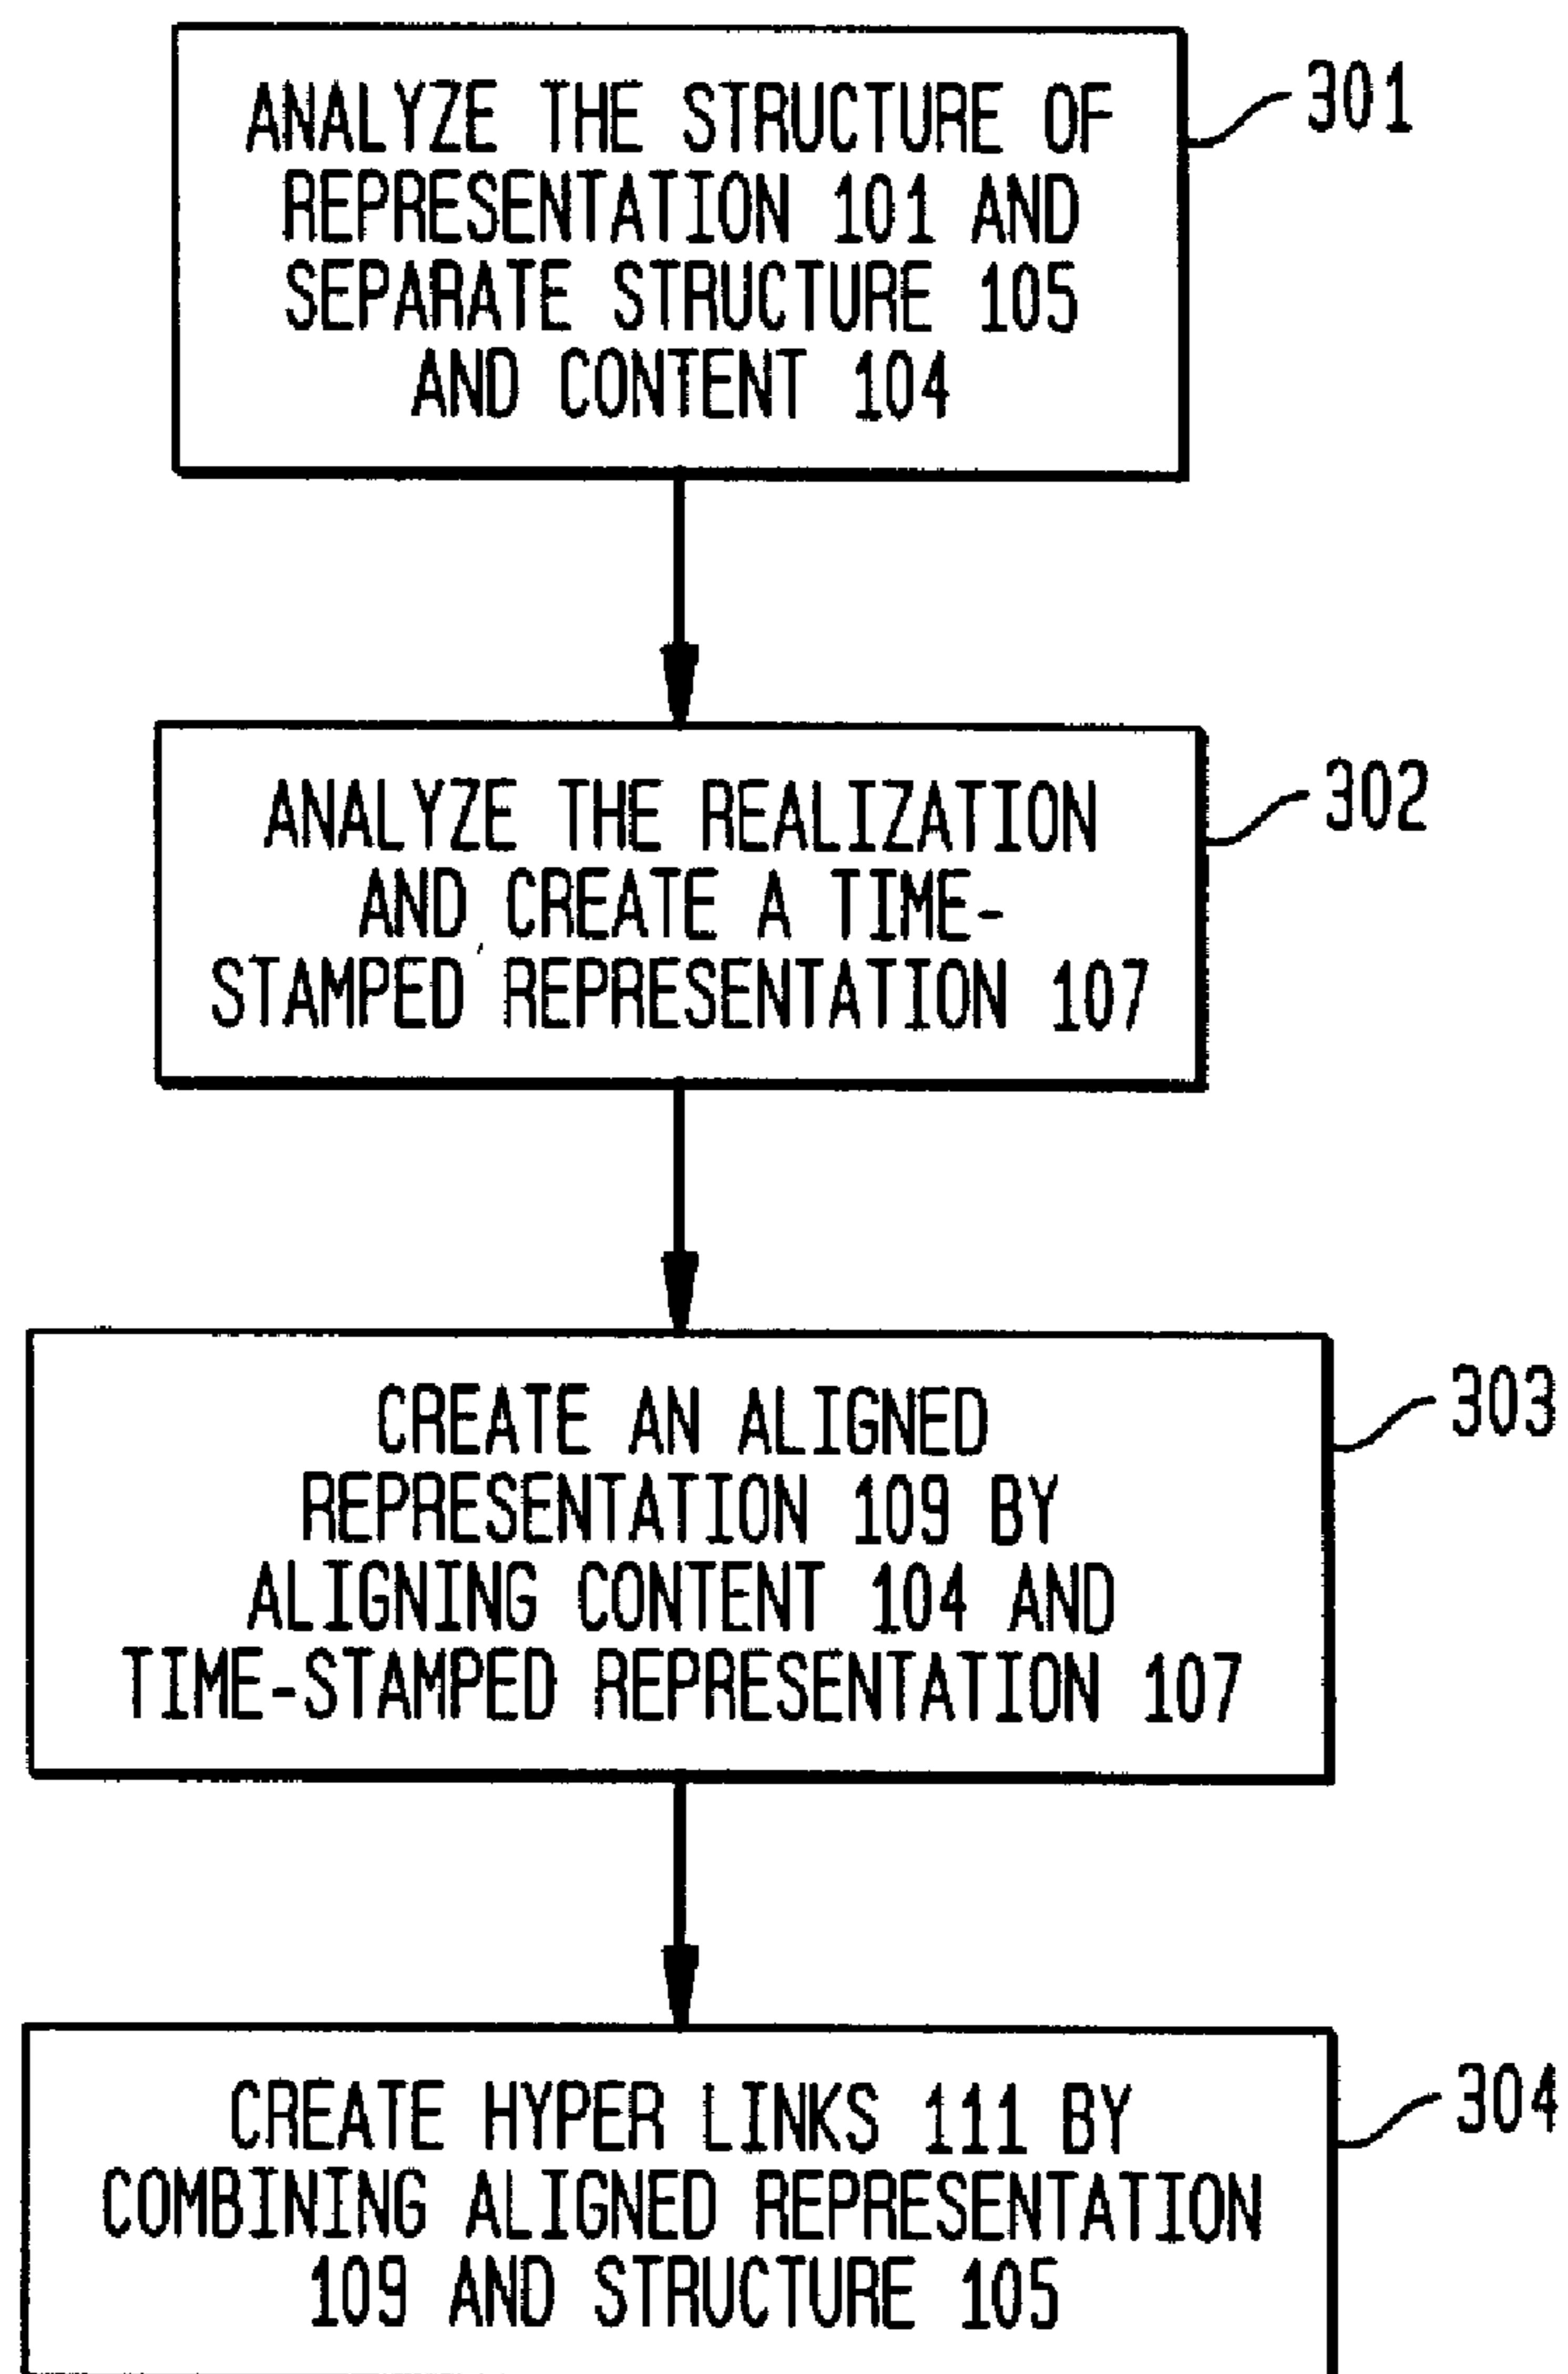 ANALYZE THE STRUCTURE OF
REPRESENTATION 101 AND
SEPARATE STRUCTURE 105
AND CONTENT 104
301
ANALYZE THE REALIZATION
AND CREATE A TIME-
STAMPED REPRESENTATION 107
302
CREATE AN ALIGNED
REPRESENTATION 109 BY
ALIGNING CONTENT 104 AND
TIME-STAMPED REPRESENTATION 107
303
CREATE HYPER LINKS 111 BY
COMBINING ALIGNED REPRESENTATION
109 AND STRUCTURE 105
304